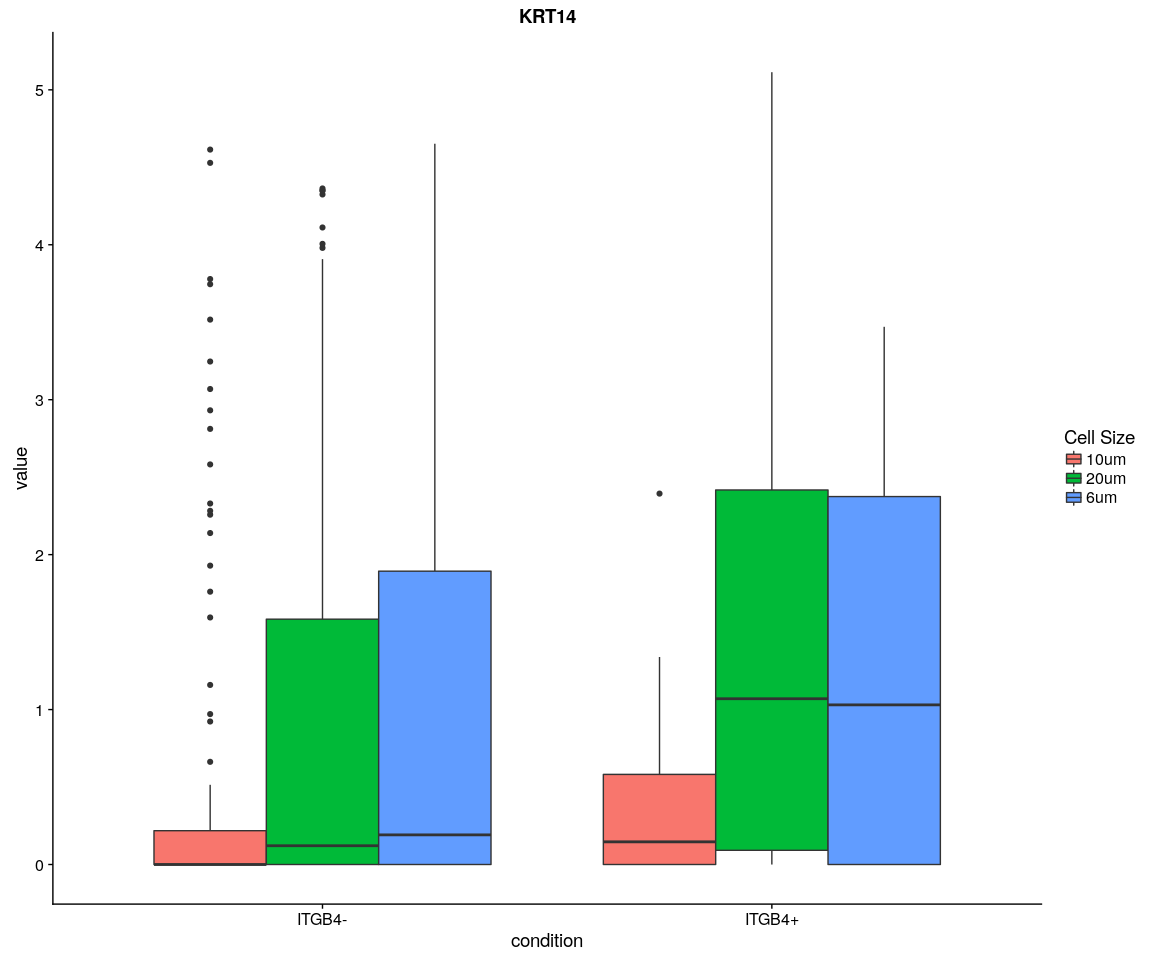 KRT14
5
4
3
2
1
0
value
ITGB4-
ITGB4+
condition
Cell Size
10um
20um
6um